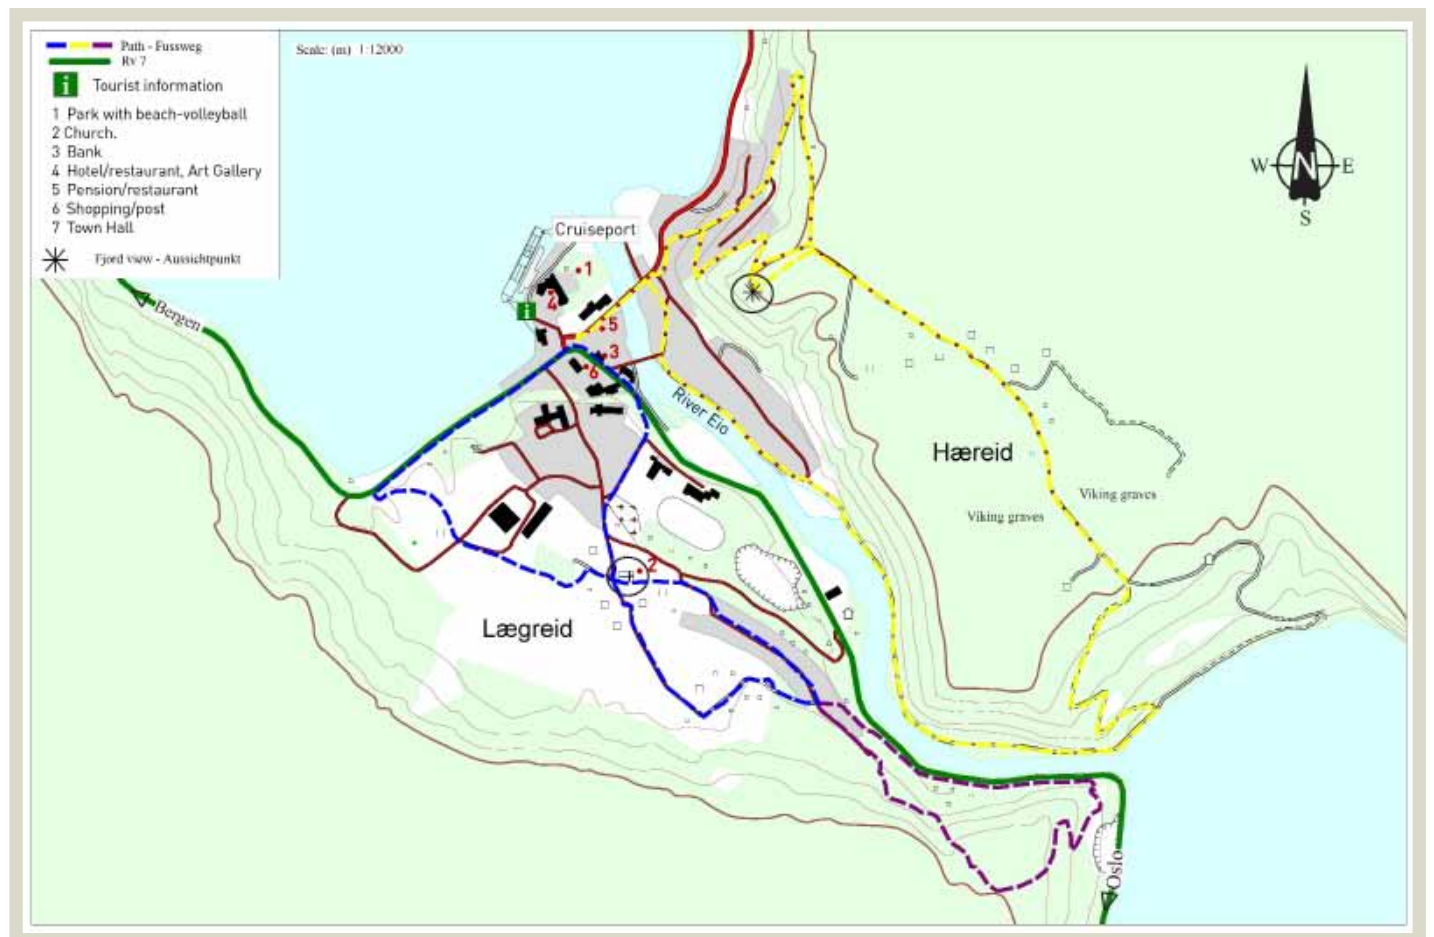 Path - Fussweg
Rv 7
i Tourist information
1 Park with beach-volleyball
2 Church.
3 Bank
4 Hotel/restaurant, Art Gallery
5 Pension/restaurant
6 Shopping/post
7 Town Hall
Fjord view - Aussichtpunkt
Scale: (m) 1:12000
W N E
S
Cruiseport
1
4
i
5
3
6
Bergen
River Eio
Hæreid
Viking graves
Viking graves
2
Lægreid
Oslo